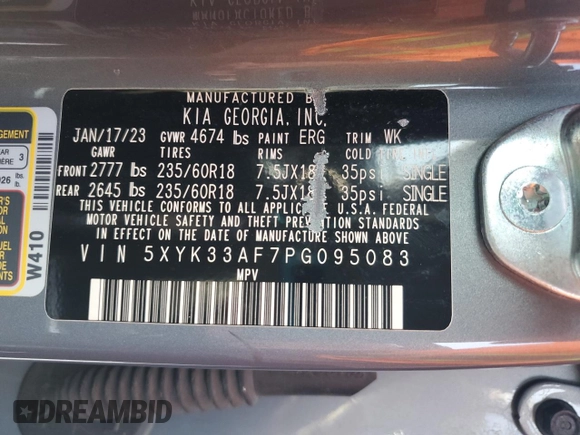 MANUFACTURED
KIA GEORGIA, INC.
JAN/17/23 GVWR 4674 lbs PAINT ERG TRIM WK
GAWR TIRES RIMS COLD
FRONT 2777 lbs 235/60R18 7.5JX18 35psi SINGLE
REAR 2645 lbs 235/60R18 7.5JX18 35psi SINGLE
THIS VEHICLE CONFORMS TO ALL APPLICABLE U.S.A. FEDERAL
MOTOR VEHICLE SAFETY AND THEFT PREVENTION STANDARDS
IN EFFECT ON THE DATE OF MANUFACTURE SHOWN ABOVE.
VIN 5XYK33AF7PG095083
MPV
W410
3
DREAMBID